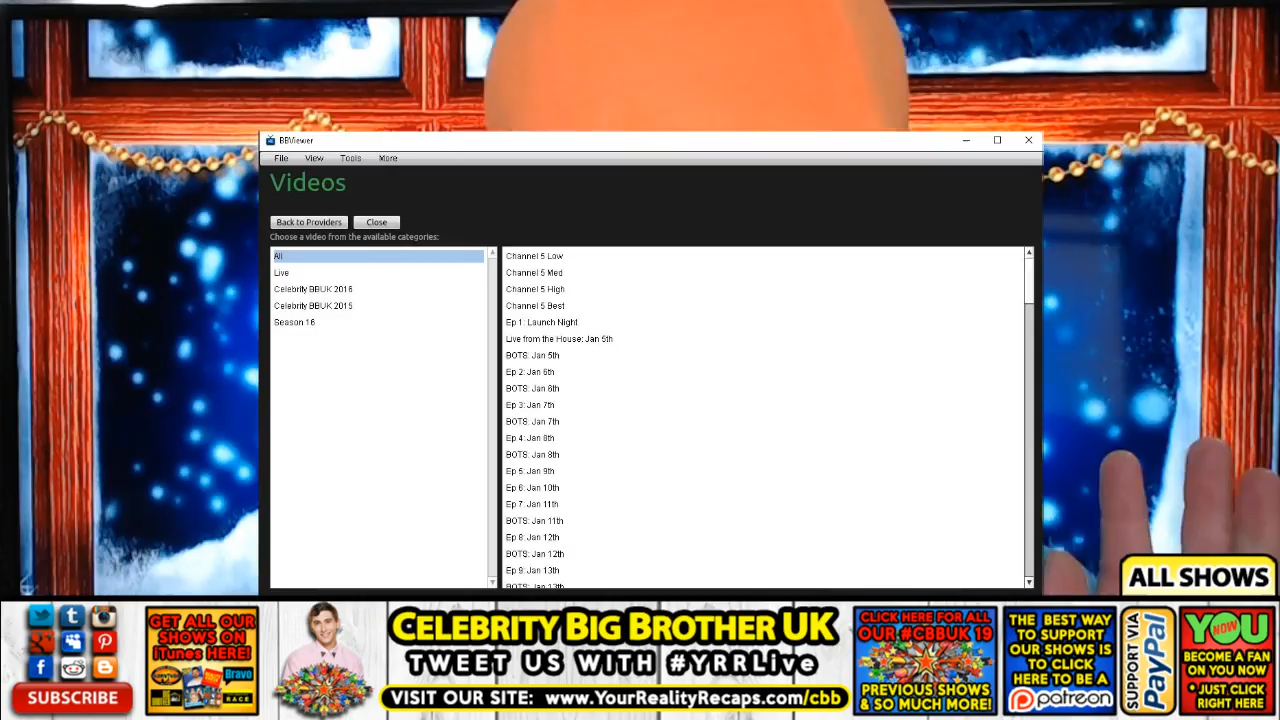 BBViewer
File View Tools More
Videos
Back to Providers Close
Choose a video from the available categories:
All
Live
Celebrity BBUK 2016
Celebrity BBUK 2015
Season 16
Channel 5 Low
Channel 5 Med
Channel 5 High
Channel 5 Best
Ep 1: Launch Night
Live from the House: Jan 5th
BOTS: Jan 5th
Ep 2: Jan 6th
BOTS: Jan 6th
Ep 3: Jan 7th
BOTS: Jan 7th
Ep 4: Jan 8th
BOTS: Jan 8th
Ep 5: Jan 9th
Ep 6: Jan 10th
Ep 7: Jan 11th
BOTS: Jan 11th
Ep 8: Jan 12th
BOTS: Jan 12th
Ep 9: Jan 13th
BOTS: Jan 13th
ALL SHOWS
SUBSCRIBE
GET ALL OUR
SHOWS ON
iTunes HERE!
Bravo
RACE
CELEBRITY BIG BROTHER UK
TWEET US WITH #YRRLive
VISIT OUR SITE: www.YourRealityRecaps.com/cbb
CLICK HERE FOR ALL
OUR #CBBUK 19
PREVIOUS SHOWS
& SO MUCH MORE!
THE BEST WAY
TO SUPPORT
OUR SHOWS IS
TO CLICK
HERE TO BE A
patreon
SUPPORT VIA
PayPal
YOU
NOW
BECOME A FAN
ON YOU NOW
* JUST CLICK
RIGHT HERE